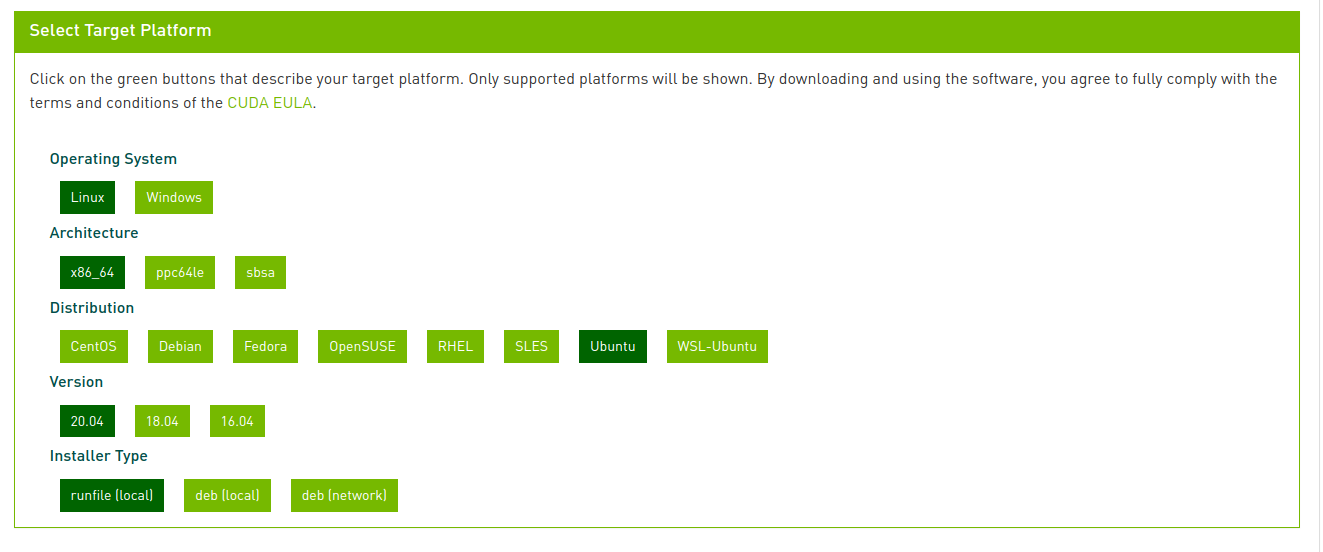 Select Target Platform
Click on the green buttons that describe your target platform. Only supported platforms will be shown. By downloading and using the software, you agree to fully comply with the
terms and conditions of the CUDA EULA.
Operating System
Linux Windows
Architecture
x86_64 ppc64le sbsa
Distribution
CentOS Debian Fedora OpenSUSE RHEL SLES Ubuntu WSL-Ubuntu
Version
20.04 18.04 16.04
Installer Type
runfile (local) deb (local) deb (network)